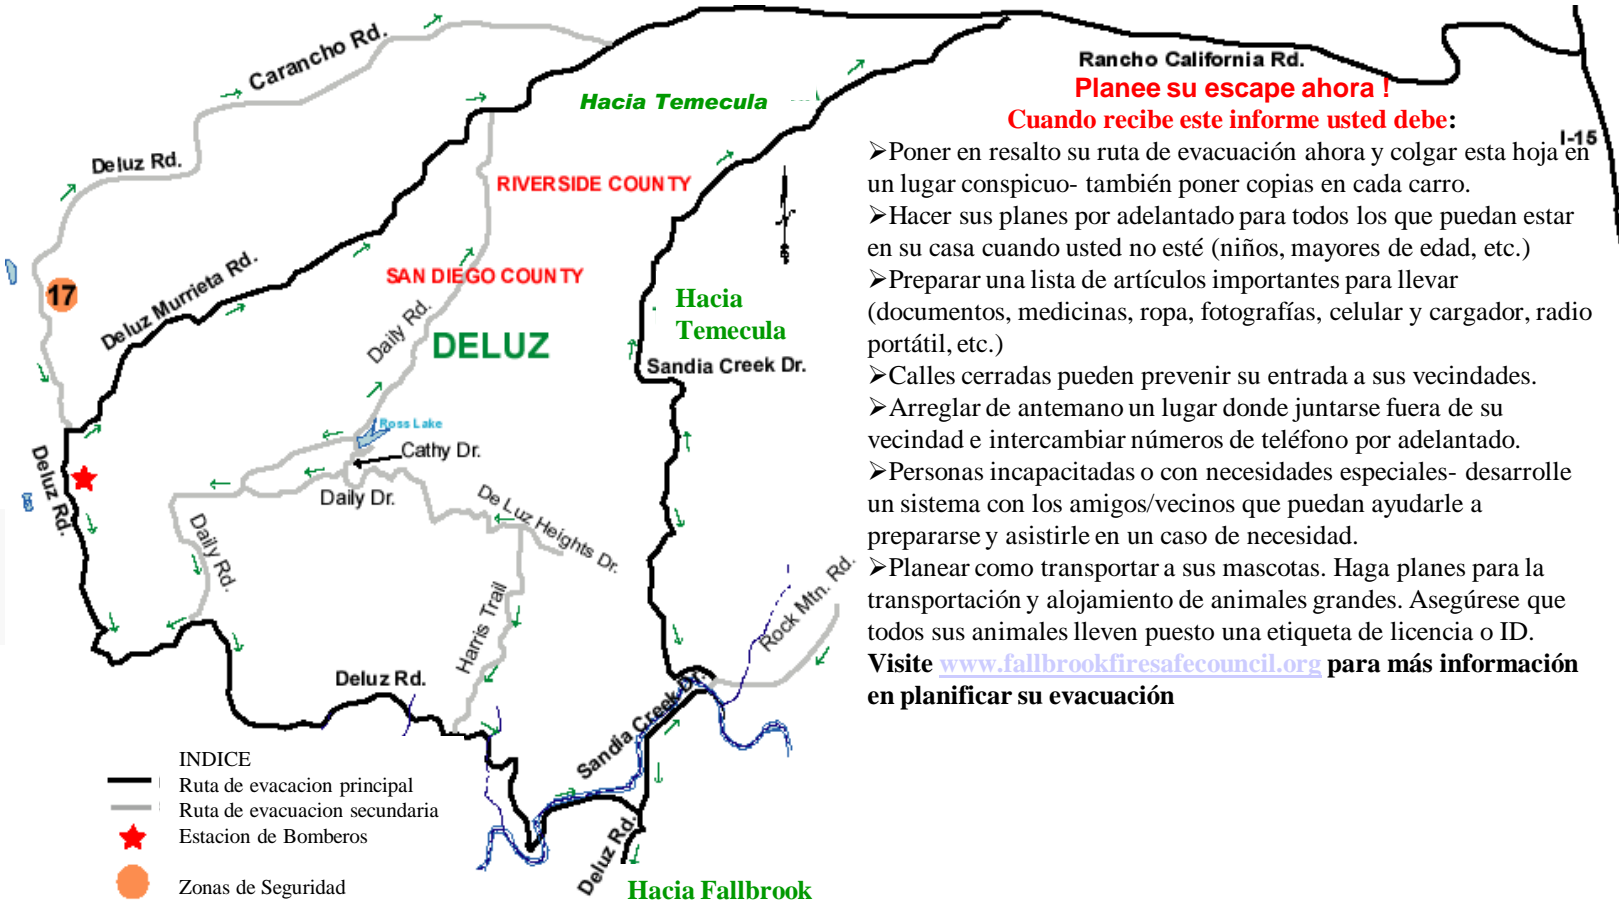 Carancho Rd.
Rancho California Rd.
Planee su escape ahora !
Hacia Temecula
Cuando recibe este informe usted debe:
I-15
Deluz Rd.
➢Poner en resalto su ruta de evacuación ahora y colgar esta hoja en
un lugar conspicuo- también poner copias en cada carro.
➢Hacer sus planes por adelantado para todos los que puedan estar
en su casa cuando usted no esté (niños, mayores de edad, etc.)
➢Preparar una lista de artículos importantes para llevar
(documentos, medicinas, ropa, fotografías, celular y cargador, radio
portátil, etc.)
➢Calles cerradas pueden prevenir su entrada a sus vecindades.
➢Arreglar de antemano un lugar donde juntarse fuera de su
vecindad e intercambiar números de teléfono por adelantado.
➢Personas incapacitadas o con necesidades especiales- desarrolle
un sistema con los amigos/vecinos que puedan ayudarle a
prepararse y asistirle en un caso de necesidad.
➢Planear como transportar a sus mascotas. Haga planes para la
transportación y alojamiento de animales grandes. Asegúrese que
todos sus animales lleven puesto una etiqueta de licencia o ID.
Visite www.fallbrookfiresafecouncil.org para más información
en planificar su evacuación
RIVERSIDE COUNTY
SAN DIEGO COUNTY
17
Deluz Murrieta Rd.
Daily Rd.
DELUZ
Hacia
Temecula
N
Sandia Creek Dr.
Ross Lake
Cathy Dr.
Daily Dr.
De Luz Heights Dr.
Deluz Rd.
Daily Rd.
Harris Trail
Rock Mtn. Rd.
Deluz Rd.
Sandia Creek Dr.
Deluz Rd.
Hacia Fallbrook
INDICE
Ruta de evacacion principal
Ruta de evacuacion secundaria
Estacion de Bomberos
Zonas de Seguridad